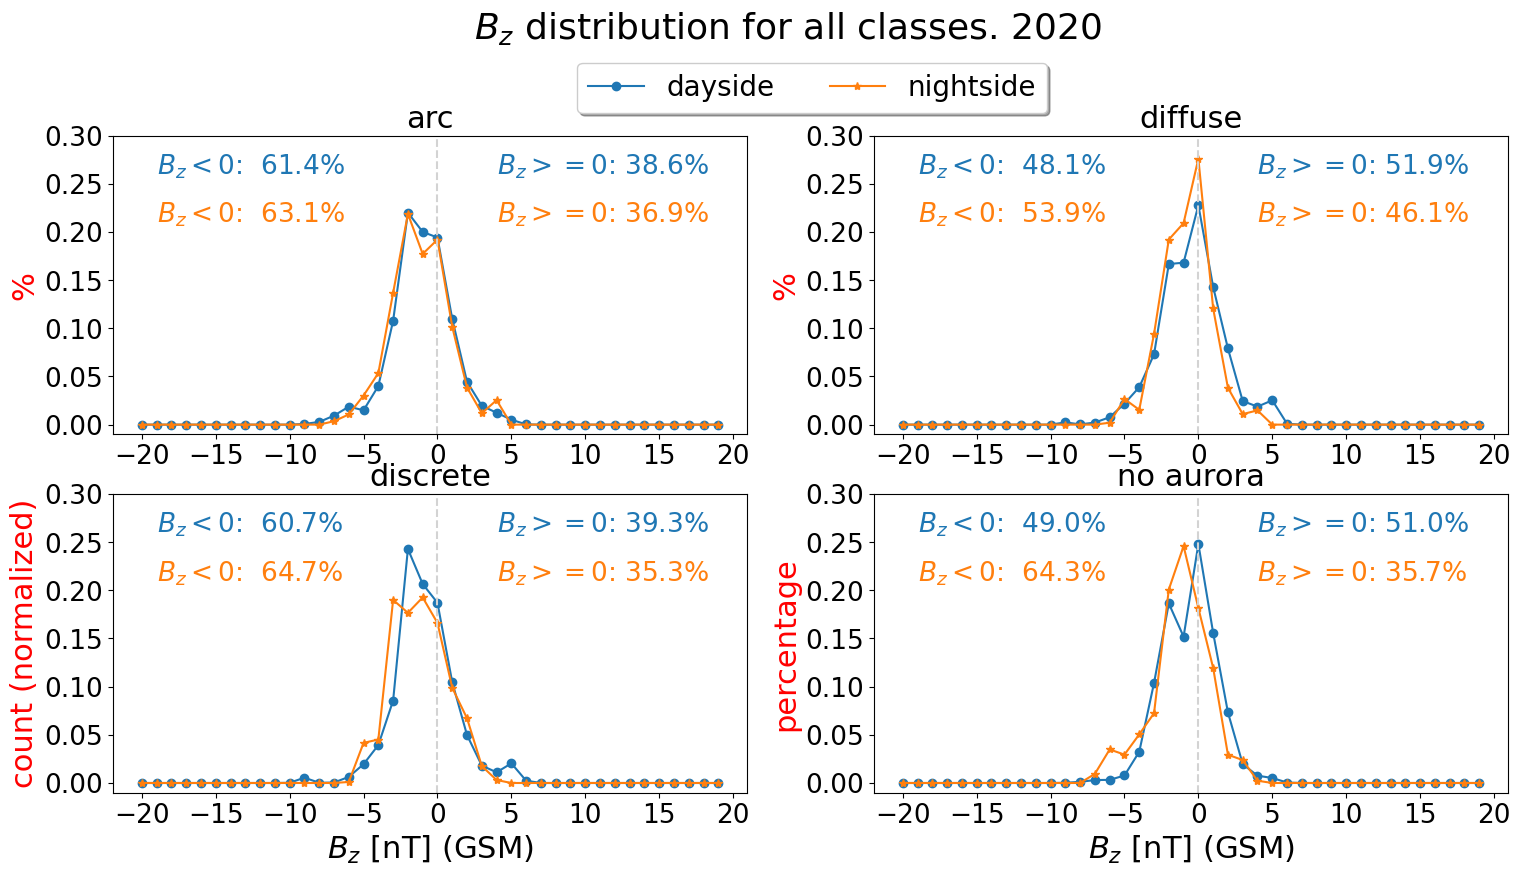 B_z distribution for all classes. 2020
dayside nightside
arc
B_z < 0: 61.4% B_z >= 0: 38.6%
B_z < 0: 63.1% B_z >= 0: 36.9%
0.30
0.25
0.20
0.15
0.10
0.05
0.00
%
−20 −15 −10 −5 0 5 10 15 20
diffuse
B_z < 0: 48.1% B_z >= 0: 51.9%
B_z < 0: 53.9% B_z >= 0: 46.1%
0.30
0.25
0.20
0.15
0.10
0.05
0.00
%
−20 −15 −10 −5 0 5 10 15 20
discrete
B_z < 0: 60.7% B_z >= 0: 39.3%
B_z < 0: 64.7% B_z >= 0: 35.3%
0.30
0.25
0.20
0.15
0.10
0.05
0.00
count (normalized)
−20 −15 −10 −5 0 5 10 15 20
B_z [nT] (GSM)
no aurora
B_z < 0: 49.0% B_z >= 0: 51.0%
B_z < 0: 64.3% B_z >= 0: 35.7%
0.30
0.25
0.20
0.15
0.10
0.05
0.00
percentage
−20 −15 −10 −5 0 5 10 15 20
B_z [nT] (GSM)